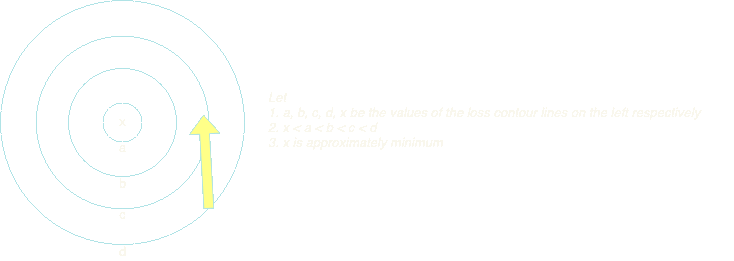 x
a
b
c
d
Let
1. a, b, c, d, x be the values of the loss contour lines on the left respectively
2. x < a < b < c < d
3. x is approximately minimum